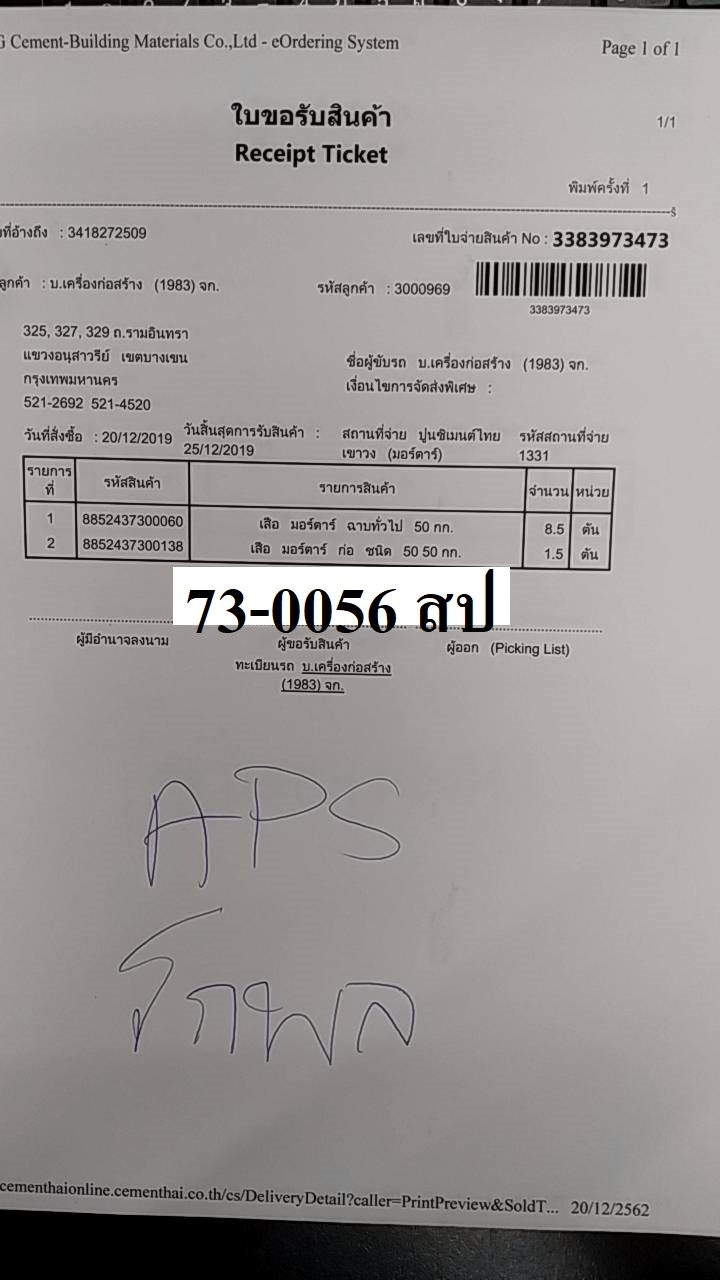 G Cement-Building Materials Co.,Ltd - eOrdering System Page 1 of 1
ใบขอรับสินค้า 1/1
Receipt Ticket
พิมพ์ครั้งที่ 1
ที่อ้างถึง : 3418272509 เลขที่ใบจ่ายสินค้า No : 3383973473
ลูกค้า : บ.เครื่องก่อสร้าง (1983) จก. รหัสลูกค้า : 3000969
3383973473
325, 327, 329 ถ.รามอินทรา
แขวงอนุสาวรีย์ เขตบางเขน ชื่อผู้ขับรถ บ.เครื่องก่อสร้าง (1983) จก.
กรุงเทพมหานคร เงื่อนไขการจัดส่งพิเศษ :
521-2692 521-4520
วันที่สั่งซื้อ : 20/12/2019 วันสิ้นสุดการรับสินค้า : สถานที่จ่าย ปูนซิเมนต์ไทย รหัสสถานที่จ่าย
25/12/2019 เขาวง (มอร์ตาร์) 1331
รายการที่ รหัสสินค้า รายการสินค้า จำนวน หน่วย
1 8852437300060 เสือ มอร์ตาร์ ฉาบทั่วไป 50 กก. 8.5 ตัน
2 8852437300138 เสือ มอร์ตาร์ ก่อ ชนิด 50 50 กก. 1.5 ตัน
73-0056 สป
ผู้มีอำนาจลงนาม ผู้ขอรับสินค้า ผู้ออก (Picking List)
ทะเบียนรถ บ.เครื่องก่อสร้าง
(1983) จก.
APS
cementhaionline.cementhai.co.th/cs/DeliveryDetail?caller=PrintPreview&SoldT... 20/12/2562